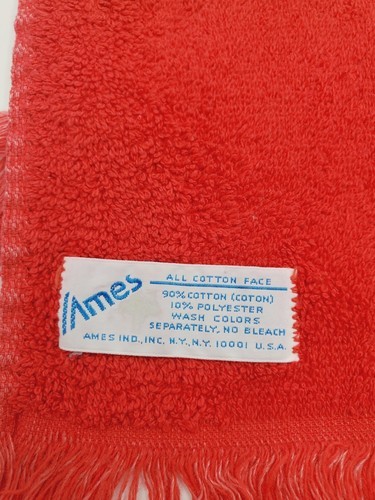 Ames
ALL COTTON FACE
90% COTTON (COTON)
10% POLYESTER
WASH COLORS
SEPARATELY, NO BLEACH
AMES IND., INC. N.Y., N.Y. 10001 U.S.A.